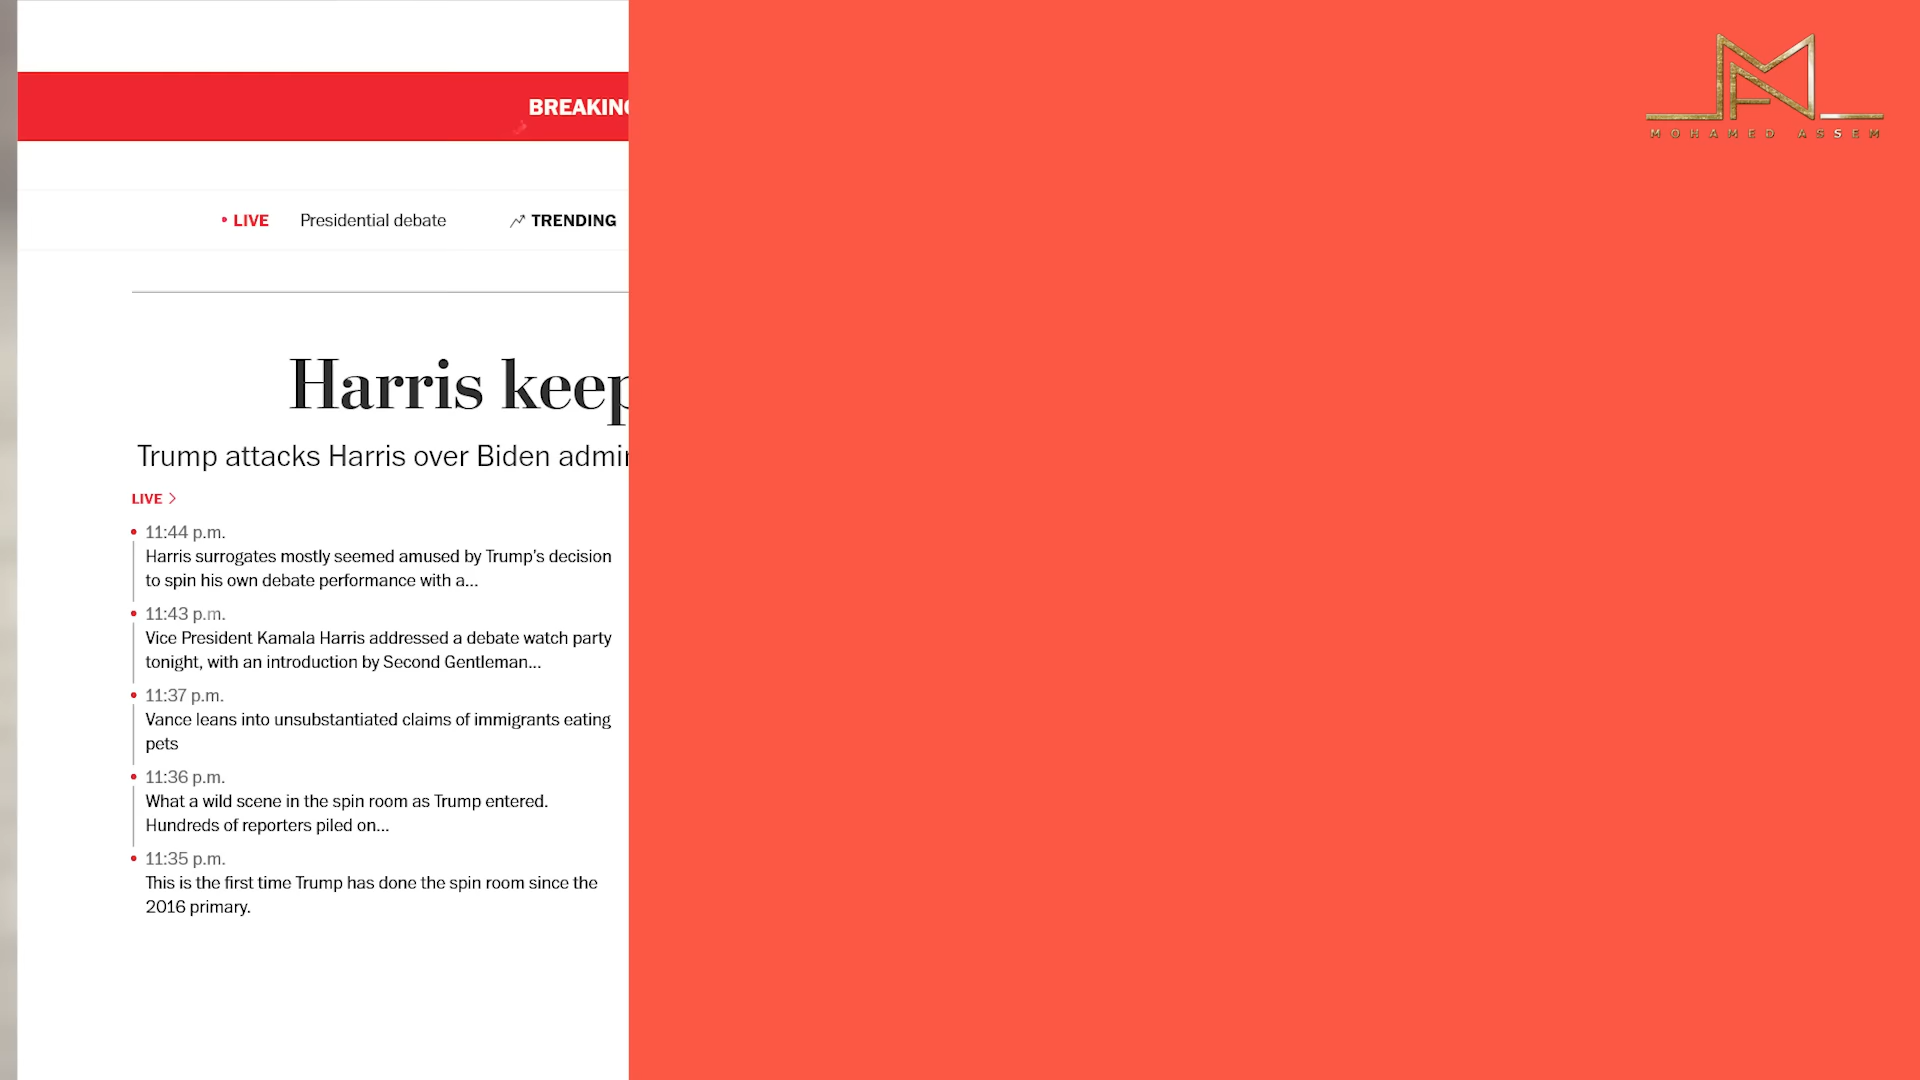 MOHAMED ASSEM
BREAKING
LIVE Presidential debate TRENDING
Harris keep
Trump attacks Harris over Biden admin
LIVE >
11:44 p.m.
Harris surrogates mostly seemed amused by Trump's decision
to spin his own debate performance with a...
11:43 p.m.
Vice President Kamala Harris addressed a debate watch party
tonight, with an introduction by Second Gentleman...
11:37 p.m.
Vance leans into unsubstantiated claims of immigrants eating
pets
11:36 p.m.
What a wild scene in the spin room as Trump entered.
Hundreds of reporters piled on...
11:35 p.m.
This is the first time Trump has done the spin room since the
2016 primary.